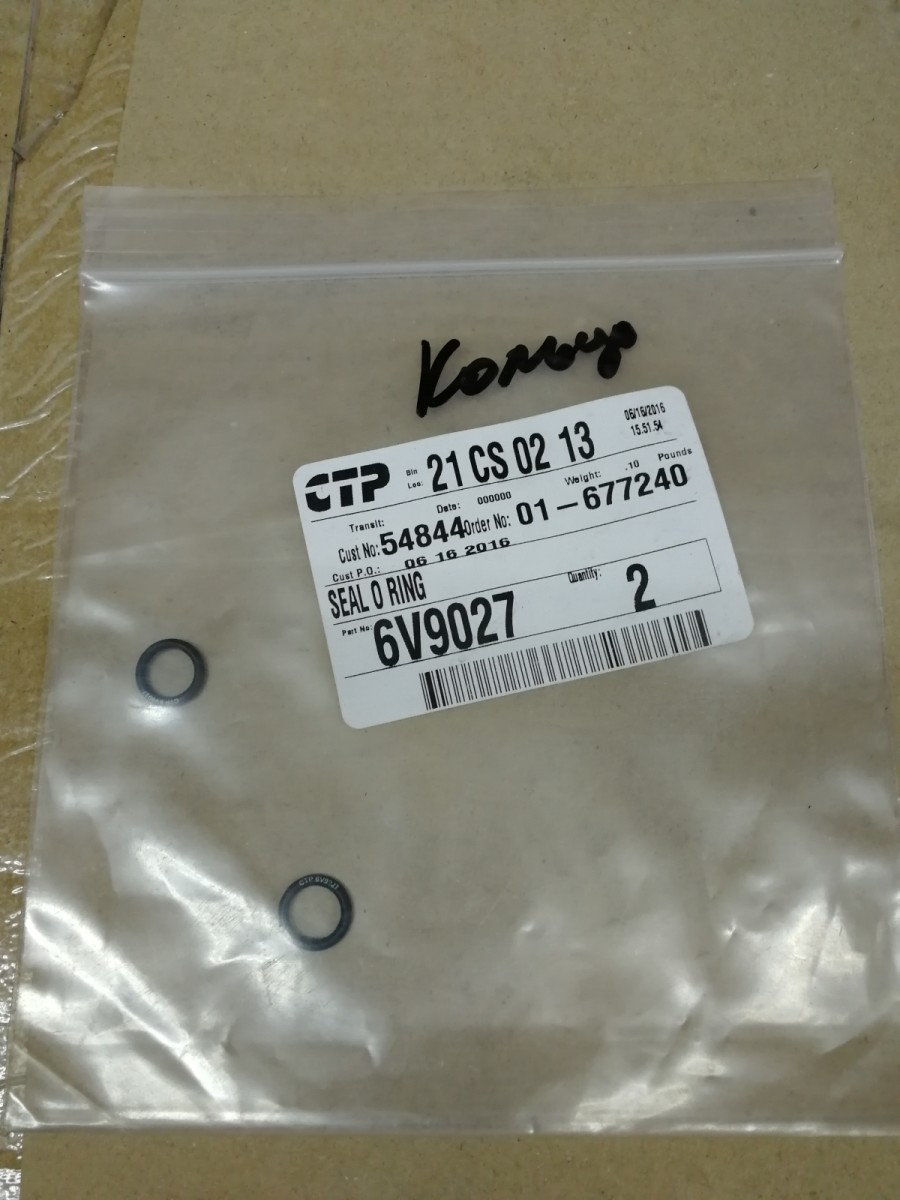 Кольцо
CTP Bin Loc: 21 CS 02 13 06/16/2016 15.51.54
Transit: Date: 000000 Weight: .10 Pounds
Cust No: 54844 Order No: 01-677240
Cust P.O.: 06 16 2016
SEAL O RING Quantity: 2
Part No: 6V9027
CTP 6V9027